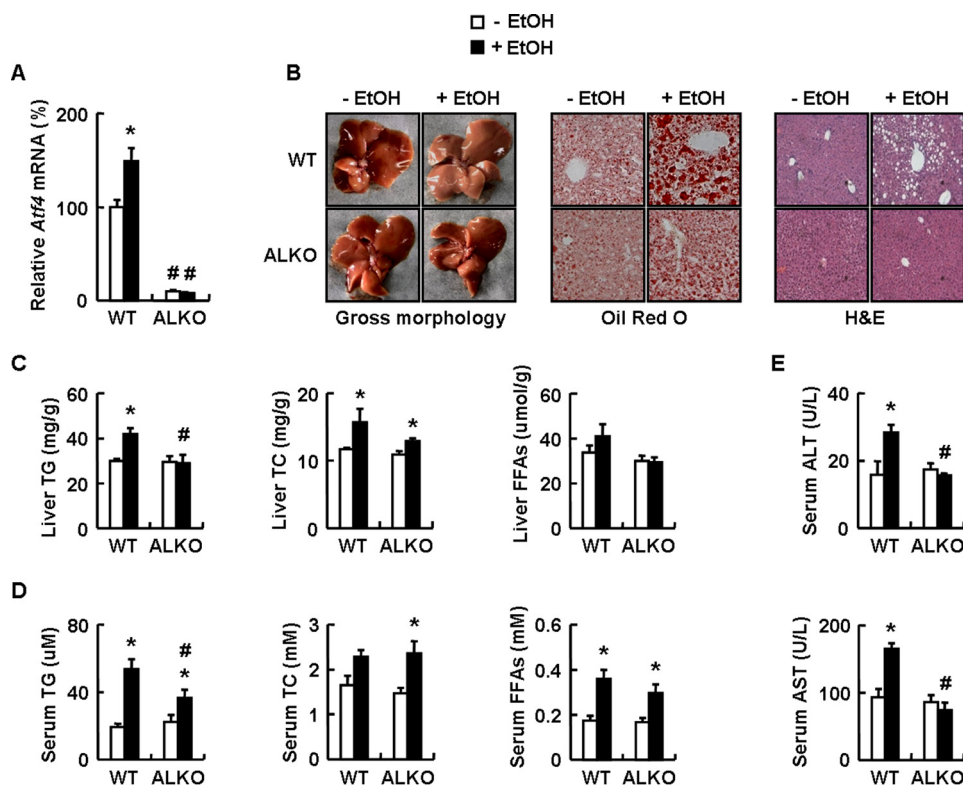 - EtOH
+ EtOH
A
B
- EtOH + EtOH - EtOH + EtOH - EtOH + EtOH
Relative Atf4 mRNA (%)
200
100
0
*
# #
WT ALKO
WT
ALKO
Gross morphology Oil Red O H&E
C
Liver TG (mg/g)
60
40
20
0
*
#
WT ALKO
Liver TC (mg/g)
20
10
0
*
*
WT ALKO
Liver FFAs (umol/g)
60
40
20
0
WT ALKO
E
Serum ALT (U/L)
40
20
0
*
#
WT ALKO
D
Serum TG (uM)
80
40
0
*
#
*
WT ALKO
Serum TC (mM)
3
2
1
0
*
WT ALKO
Serum FFAs (mM)
0.6
0.4
0.2
0
*
*
WT ALKO
Serum AST (U/L)
200
100
0
*
#
WT ALKO